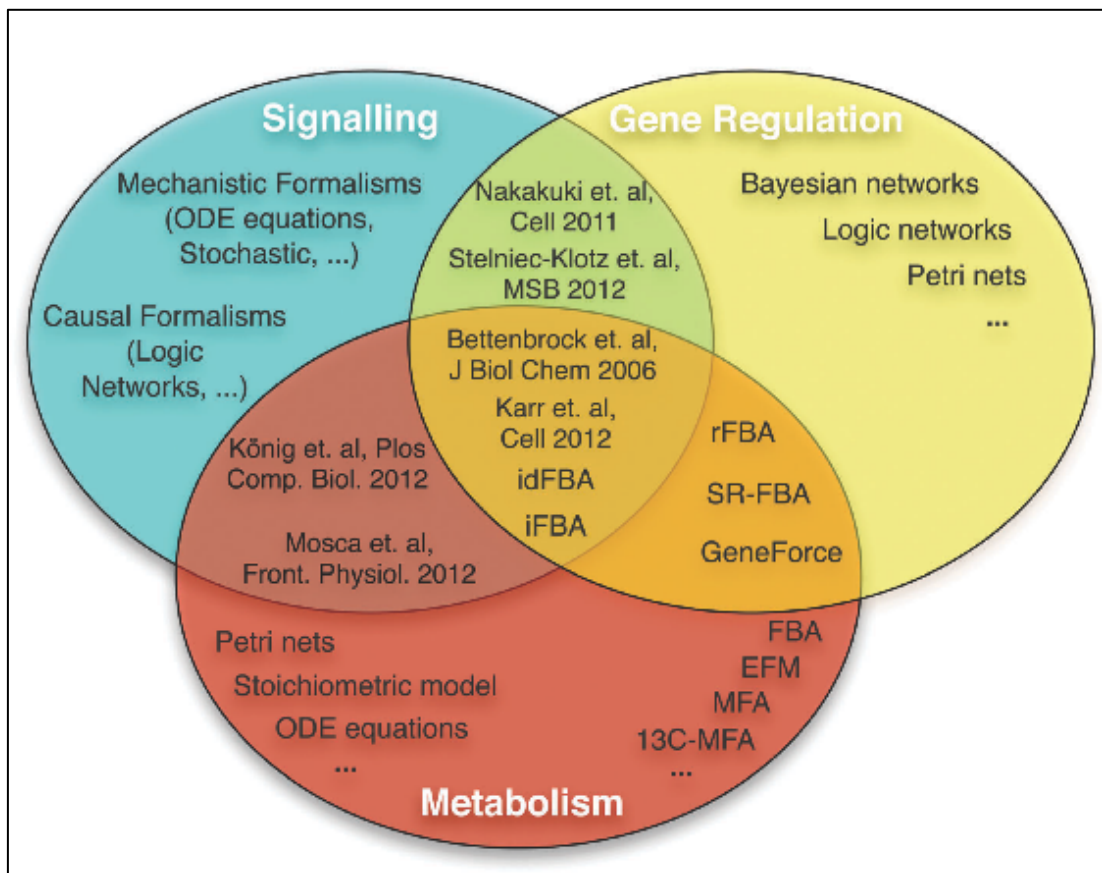 Signalling
Gene Regulation
Mechanistic Formalisms
(ODE equations,
Stochastic, ...)
Causal Formalisms
(Logic
Networks, ...)
Nakakuki et. al,
Cell 2011
Stelniec-Klotz et. al,
MSB 2012
Bayesian networks
Logic networks
Petri nets
...
Bettenbrock et. al,
J Biol Chem 2006
Karr et. al,
Cell 2012
idFBA
iFBA
König et. al, Plos
Comp. Biol. 2012
Mosca et. al,
Front. Physiol. 2012
rFBA
SR-FBA
GeneForce
Petri nets
Stoichiometric model
ODE equations
...
FBA
EFM
MFA
13C-MFA
...
Metabolism